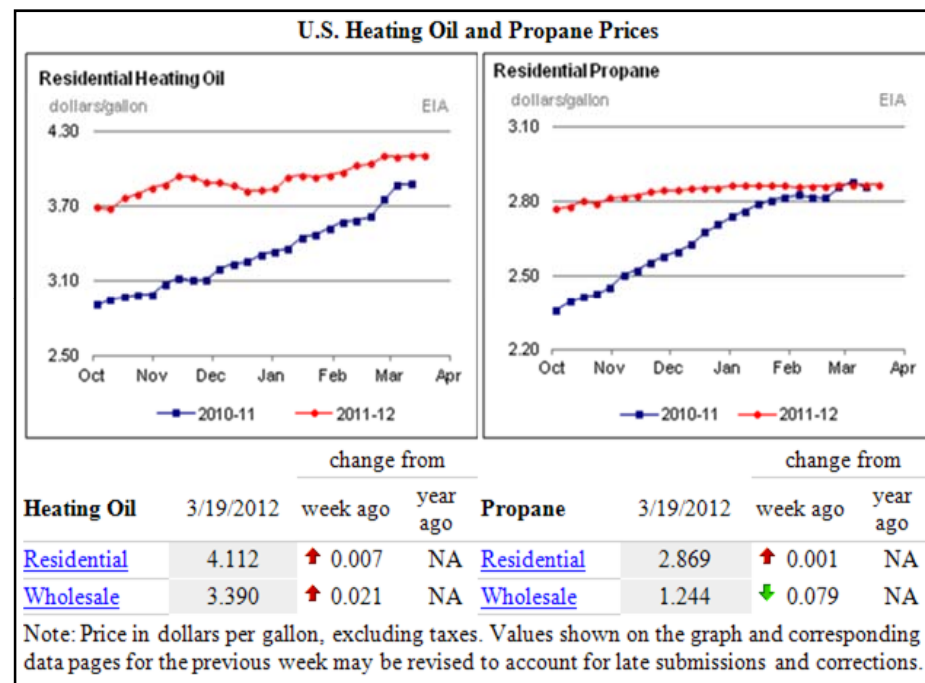 U.S. Heating Oil and Propane Prices
Residential Heating Oil
dollars/gallon EIA
4.30
3.70
3.10
2.50
Oct Nov Dec Jan Feb Mar Apr
2010-11 2011-12
Residential Propane
dollars/gallon EIA
3.10
2.80
2.50
2.20
Oct Nov Dec Jan Feb Mar Apr
2010-11 2011-12
change from change from
Heating Oil 3/19/2012 week ago year ago Propane 3/19/2012 week ago year ago
Residential 4.112 0.007 NA Residential 2.869 0.001 NA
Wholesale 3.390 0.021 NA Wholesale 1.244 0.079 NA
Note: Price in dollars per gallon, excluding taxes. Values shown on the graph and corresponding
data pages for the previous week may be revised to account for late submissions and corrections.